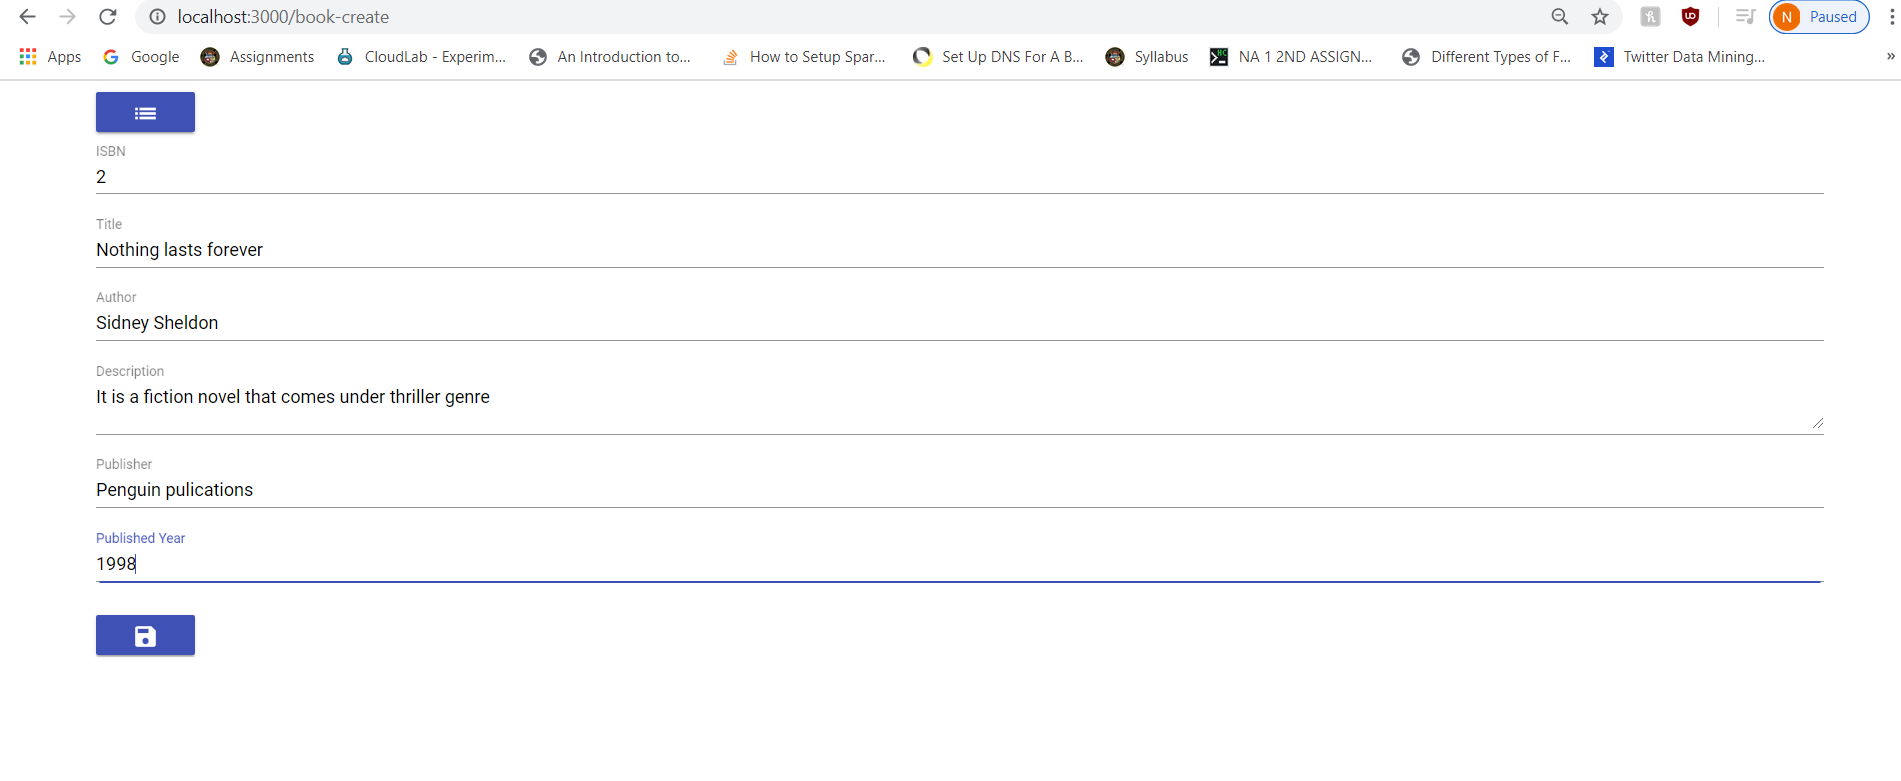 localhost:3000/book-create
N Paused
Apps Google Assignments CloudLab - Experim... An Introduction to... How to Setup Spar... Set Up DNS For A B... Syllabus NA 1 2ND ASSIGN... Different Types of F... Twitter Data Mining... »
ISBN
2
Title
Nothing lasts forever
Author
Sidney Sheldon
Description
It is a fiction novel that comes under thriller genre
Publisher
Penguin pulications
Published Year
1998